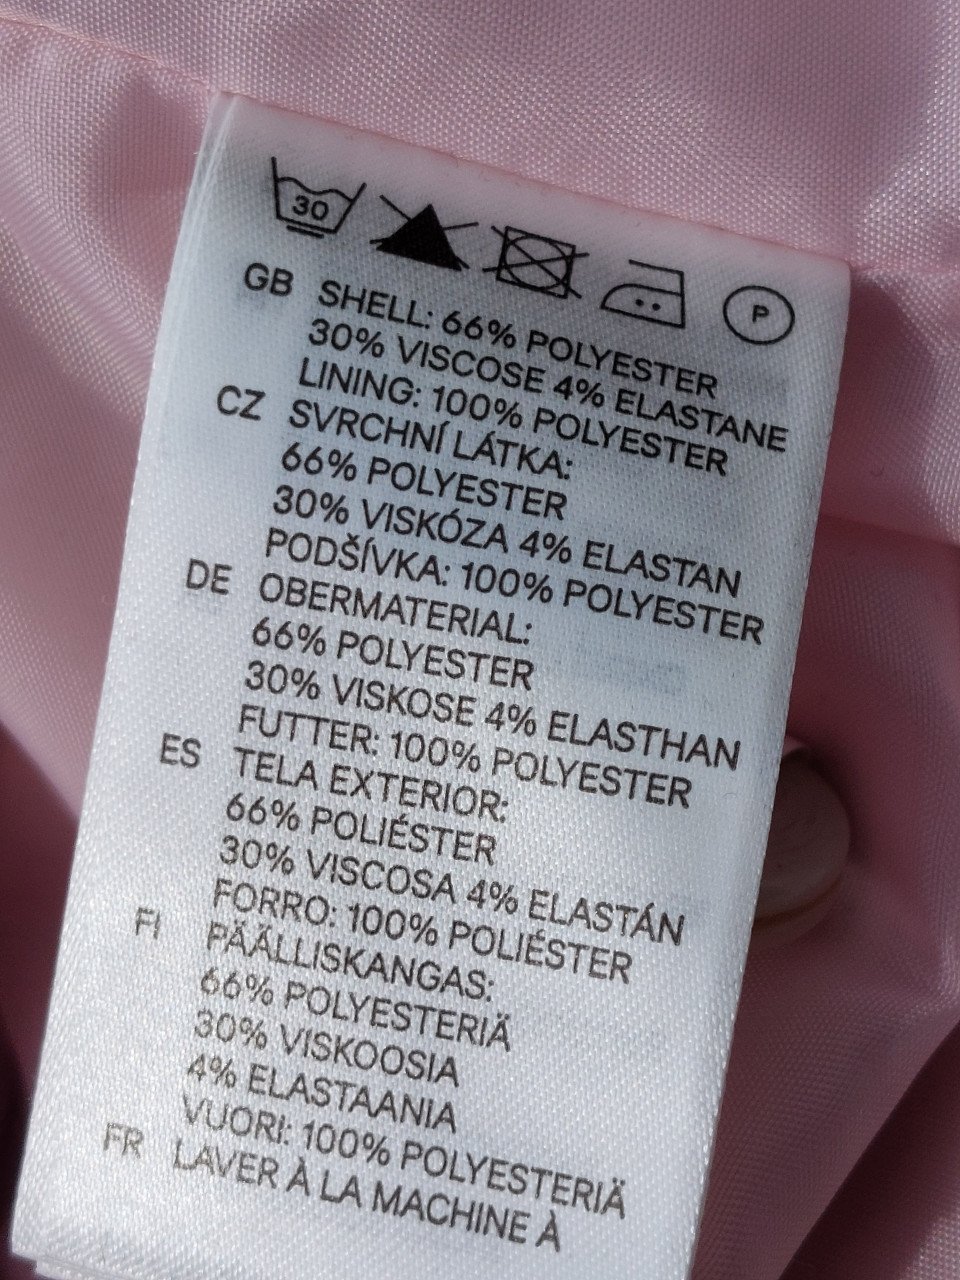 30
P
GB SHELL: 66% POLYESTER
30% VISCOSE 4% ELASTANE
LINING: 100% POLYESTER
CZ SVRCHNÍ LÁTKA:
66% POLYESTER
30% VISKÓZA 4% ELASTAN
PODŠÍVKA: 100% POLYESTER
DE OBERMATERIAL:
66% POLYESTER
30% VISKOSE 4% ELASTHAN
FUTTER: 100% POLYESTER
ES TELA EXTERIOR:
66% POLIÉSTER
30% VISCOSA 4% ELASTÁN
FORRO: 100% POLIÉSTER
FI PÄÄLLISKANGAS:
66% POLYESTERIÄ
30% VISKOOSIA
4% ELASTAANIA
VUORI: 100% POLYESTERIÄ
FR LAVER À LA MACHINE À